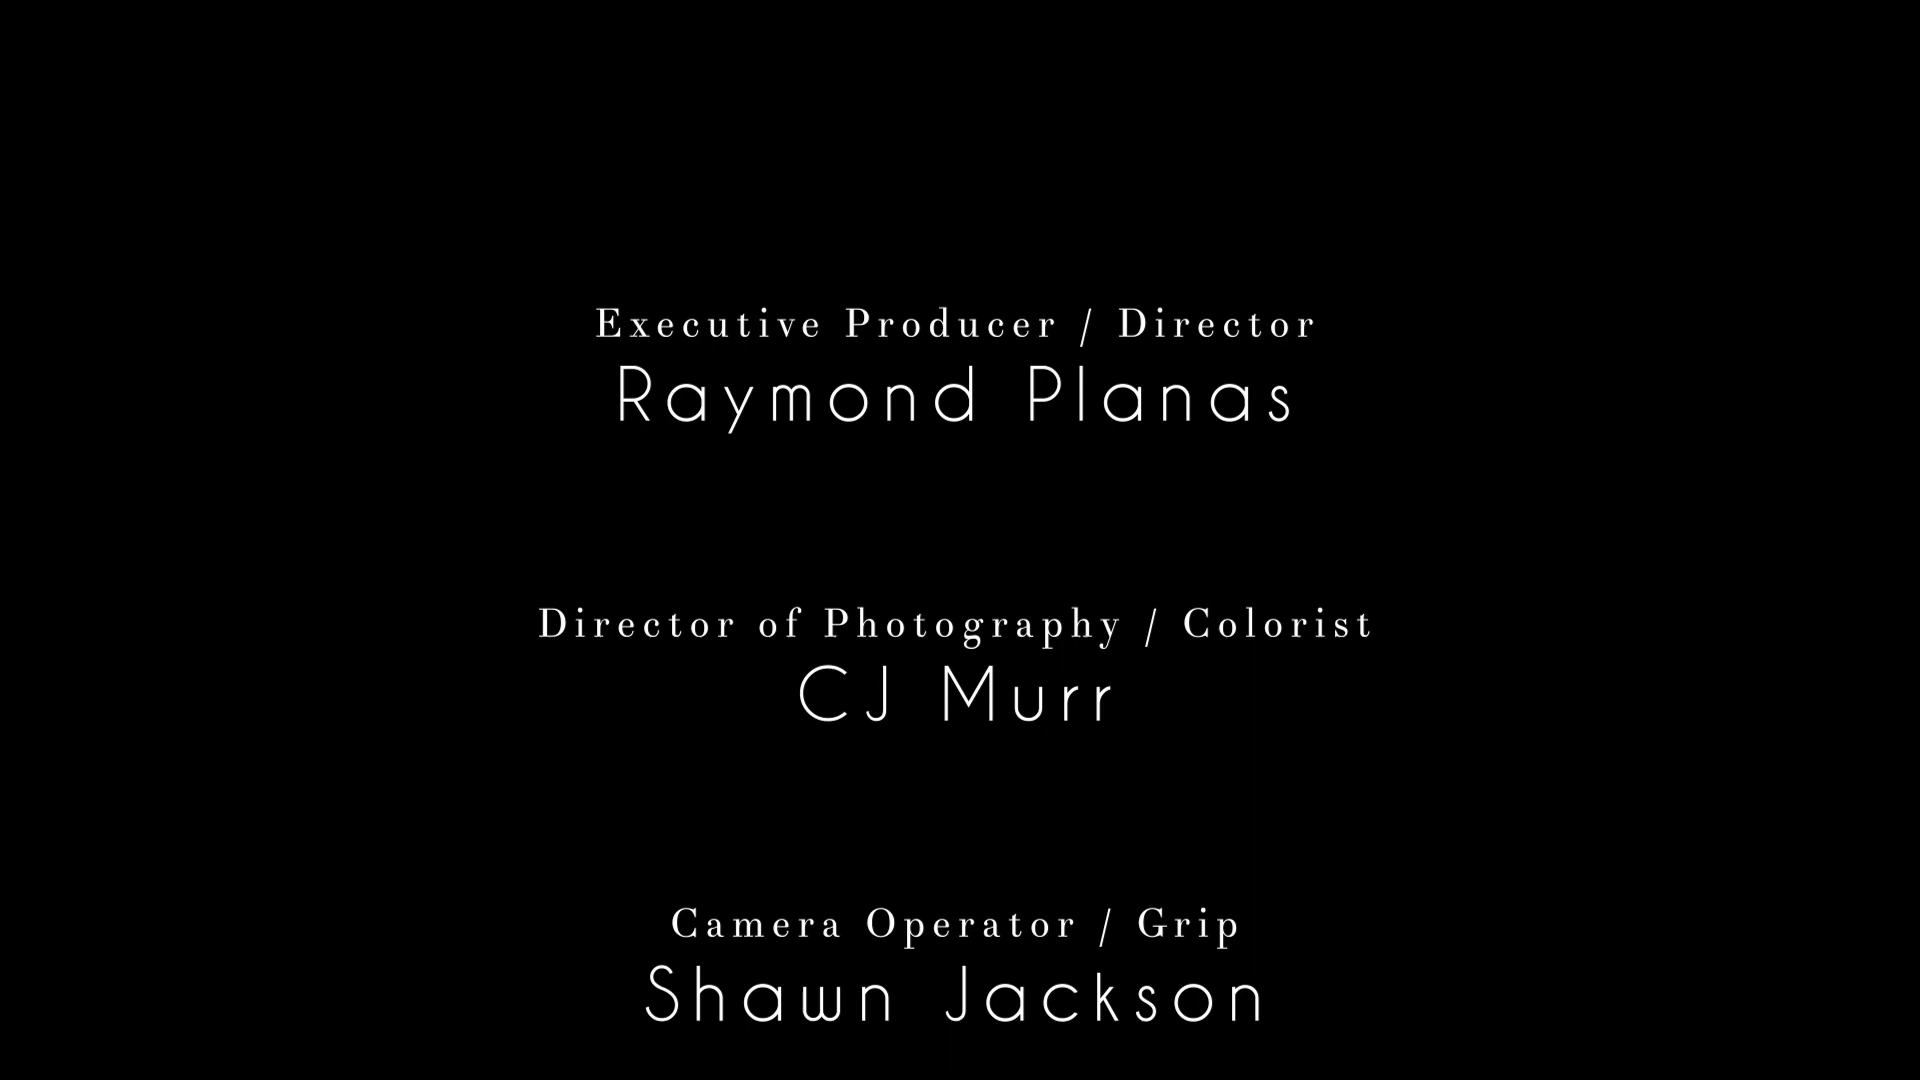 Executive Producer / Director
Raymond Planas
Director of Photography / Colorist
CJ Murr
Camera Operator / Grip
Shawn Jackson